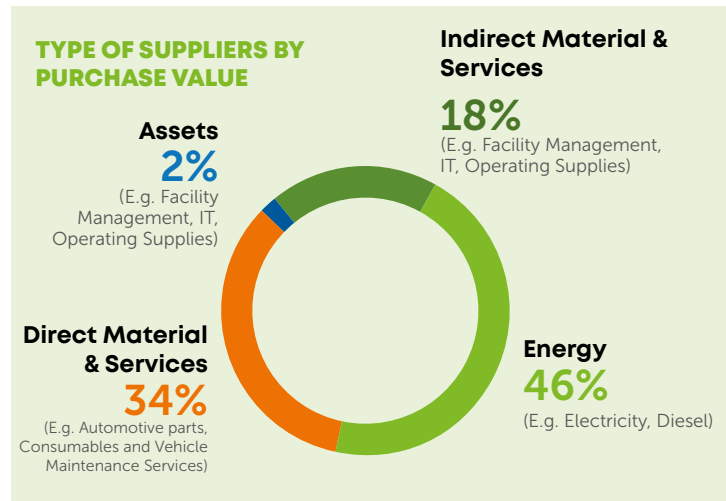 TYPE OF SUPPLIERS BY
PURCHASE VALUE
Indirect Material &
Services
18%
(E.g. Facility Management,
IT, Operating Supplies)
Assets
2%
(E.g. Facility
Management, IT,
Operating Supplies)
Direct Material
& Services
34%
(E.g. Automotive parts,
Consumables and Vehicle
Maintenance Services)
Energy
46%
(E.g. Electricity, Diesel)